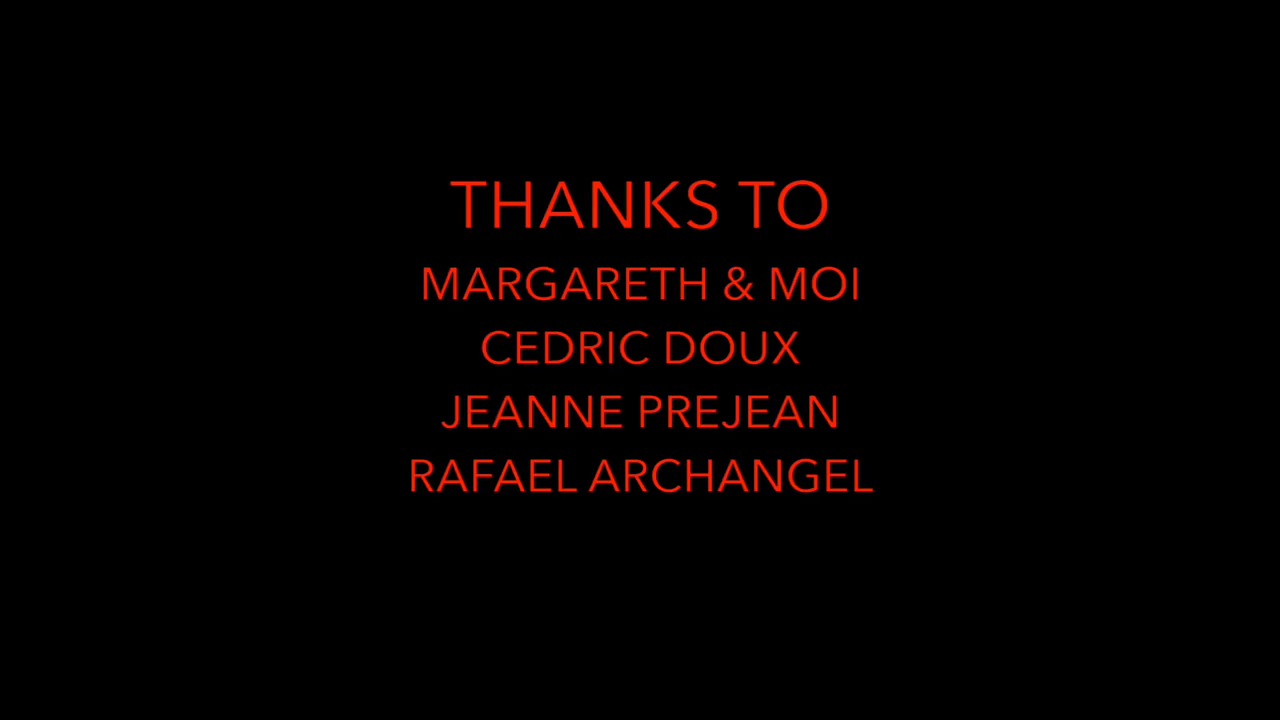 THANKS TO
MARGARETH & MOI
CEDRIC DOUX
JEANNE PREJEAN
RAFAEL ARCHANGEL